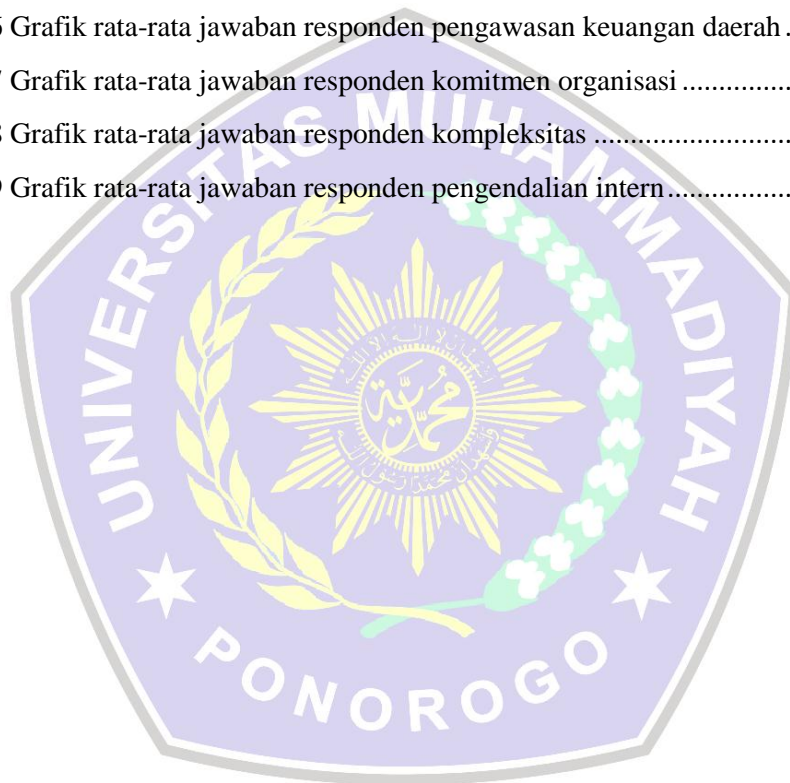 6 Grafik rata-rata jawaban responden pengawasan keuangan daerah .
7 Grafik rata-rata jawaban responden komitmen organisasi ...............
8 Grafik rata-rata jawaban responden kompleksitas ..........................
9 Grafik rata-rata jawaban responden pengendalian intern .................
UNIVERSITAS MUHAMMADIYAH
محمدية
PONOROGO